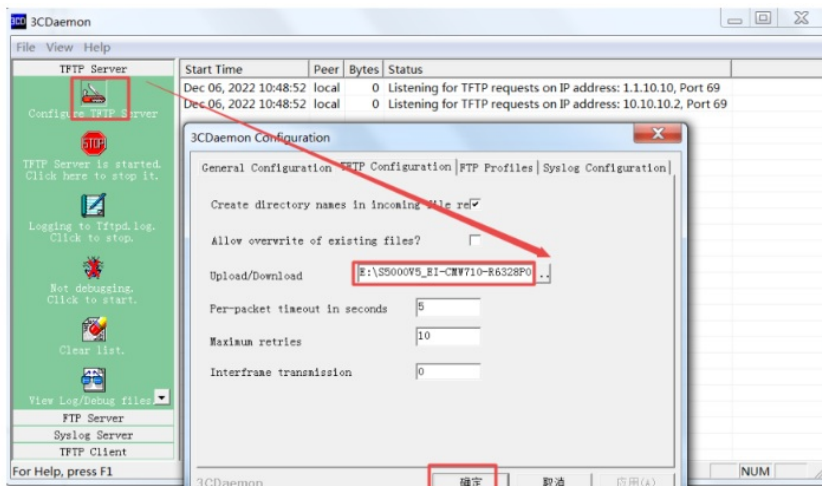 3CD 3CDaemon
File View Help
TFTP Server
Configure TFTP Server
STOP
TFTP Server is started.
Click here to stop it.
Logging to Tftpd.log.
Click to stop.
Not debugging.
Click to start.
Clear list.
View Log/Debug files.
FTP Server
Syslog Server
TFTP Client
For Help, press F1
Start Time Peer Bytes Status
Dec 06, 2022 10:48:52 local 0 Listening for TFTP requests on IP address: 1.1.10.10, Port 69
Dec 06, 2022 10:48:52 local 0 Listening for TFTP requests on IP address: 10.10.10.2, Port 69
3CDaemon Configuration
General Configuration TFTP Configuration FTP Profiles Syslog Configuration
Create directory names in incoming file re
Allow overwrite of existing files?
Upload/Download E:\S5000V5_EI-CMW710-R6328P0 ..
Per-packet timeout in seconds 5
Maximum retries 10
Interframe transmission 0
3CDaemon 确定 取消 应用(A)
NUM